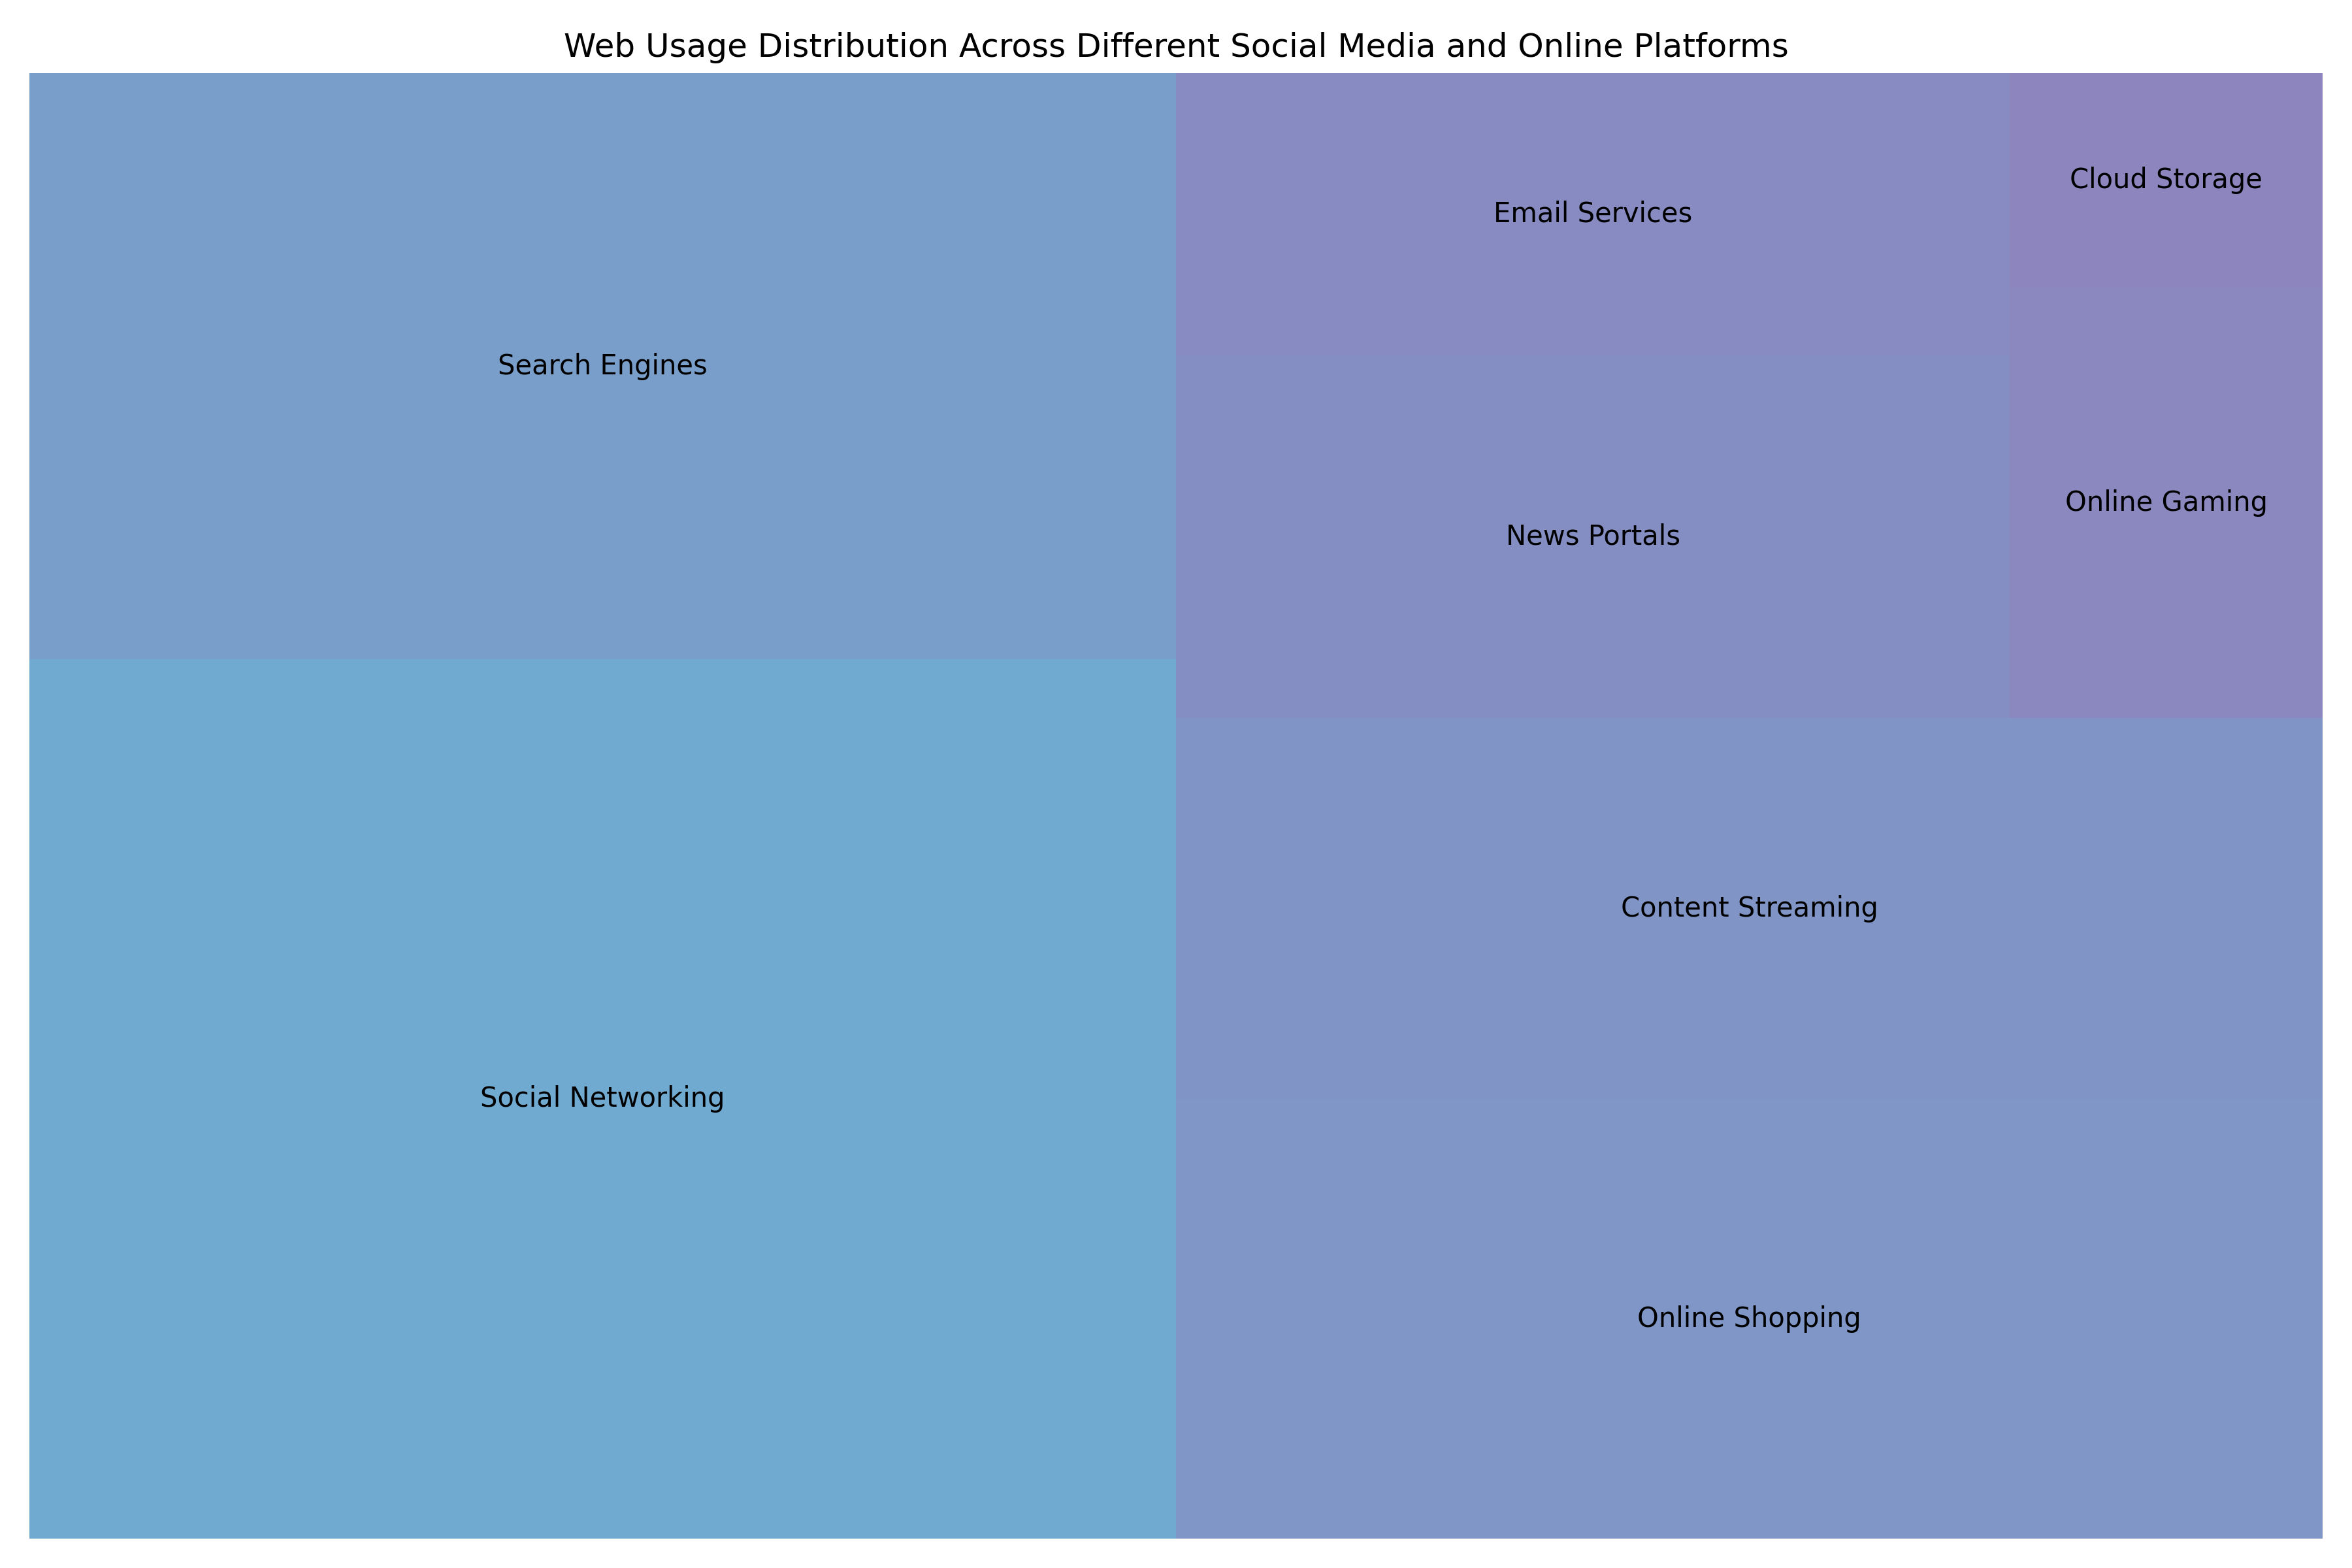 Web Usage Distribution Across Different Social Media and Online Platforms
Search Engines
Social Networking
Email Services
Cloud Storage
News Portals
Online Gaming
Content Streaming
Online Shopping